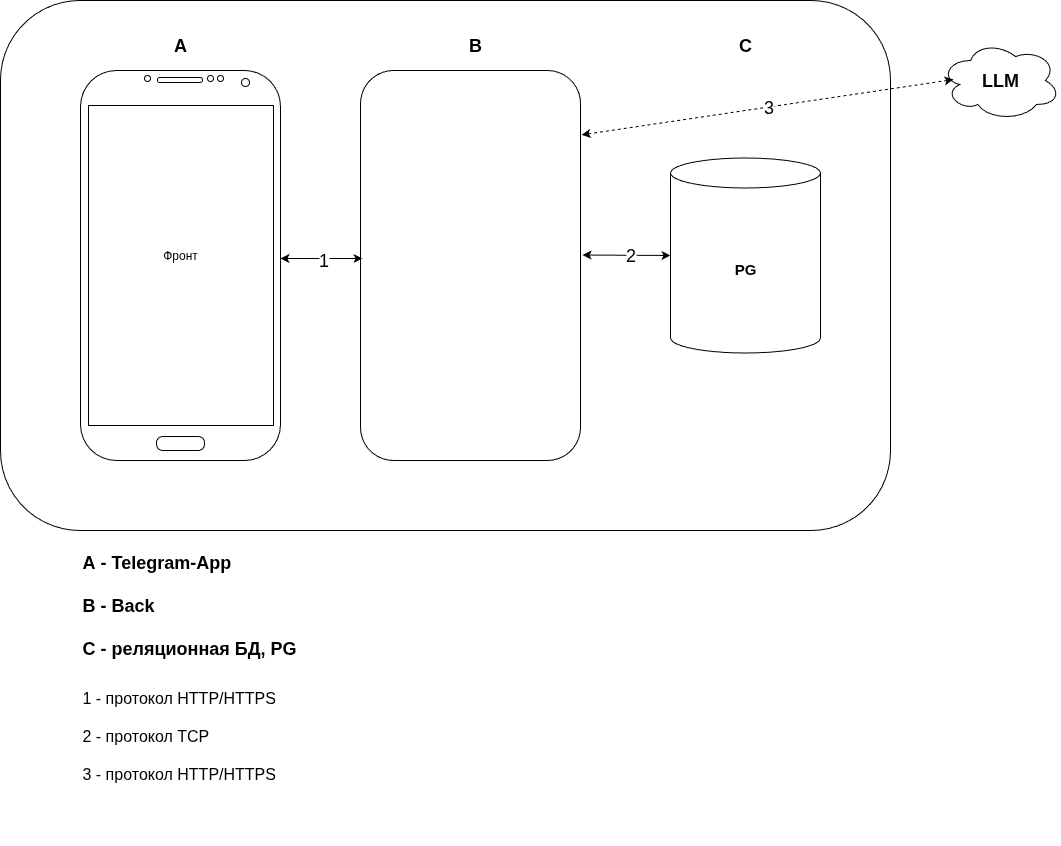 A
B
C
LLM
3
Фронт
1
2
PG
A - Telegram-App
B - Back
C - реляционная БД, PG
1 - протокол HTTP/HTTPS
2 - протокол TCP
3 - протокол HTTP/HTTPS